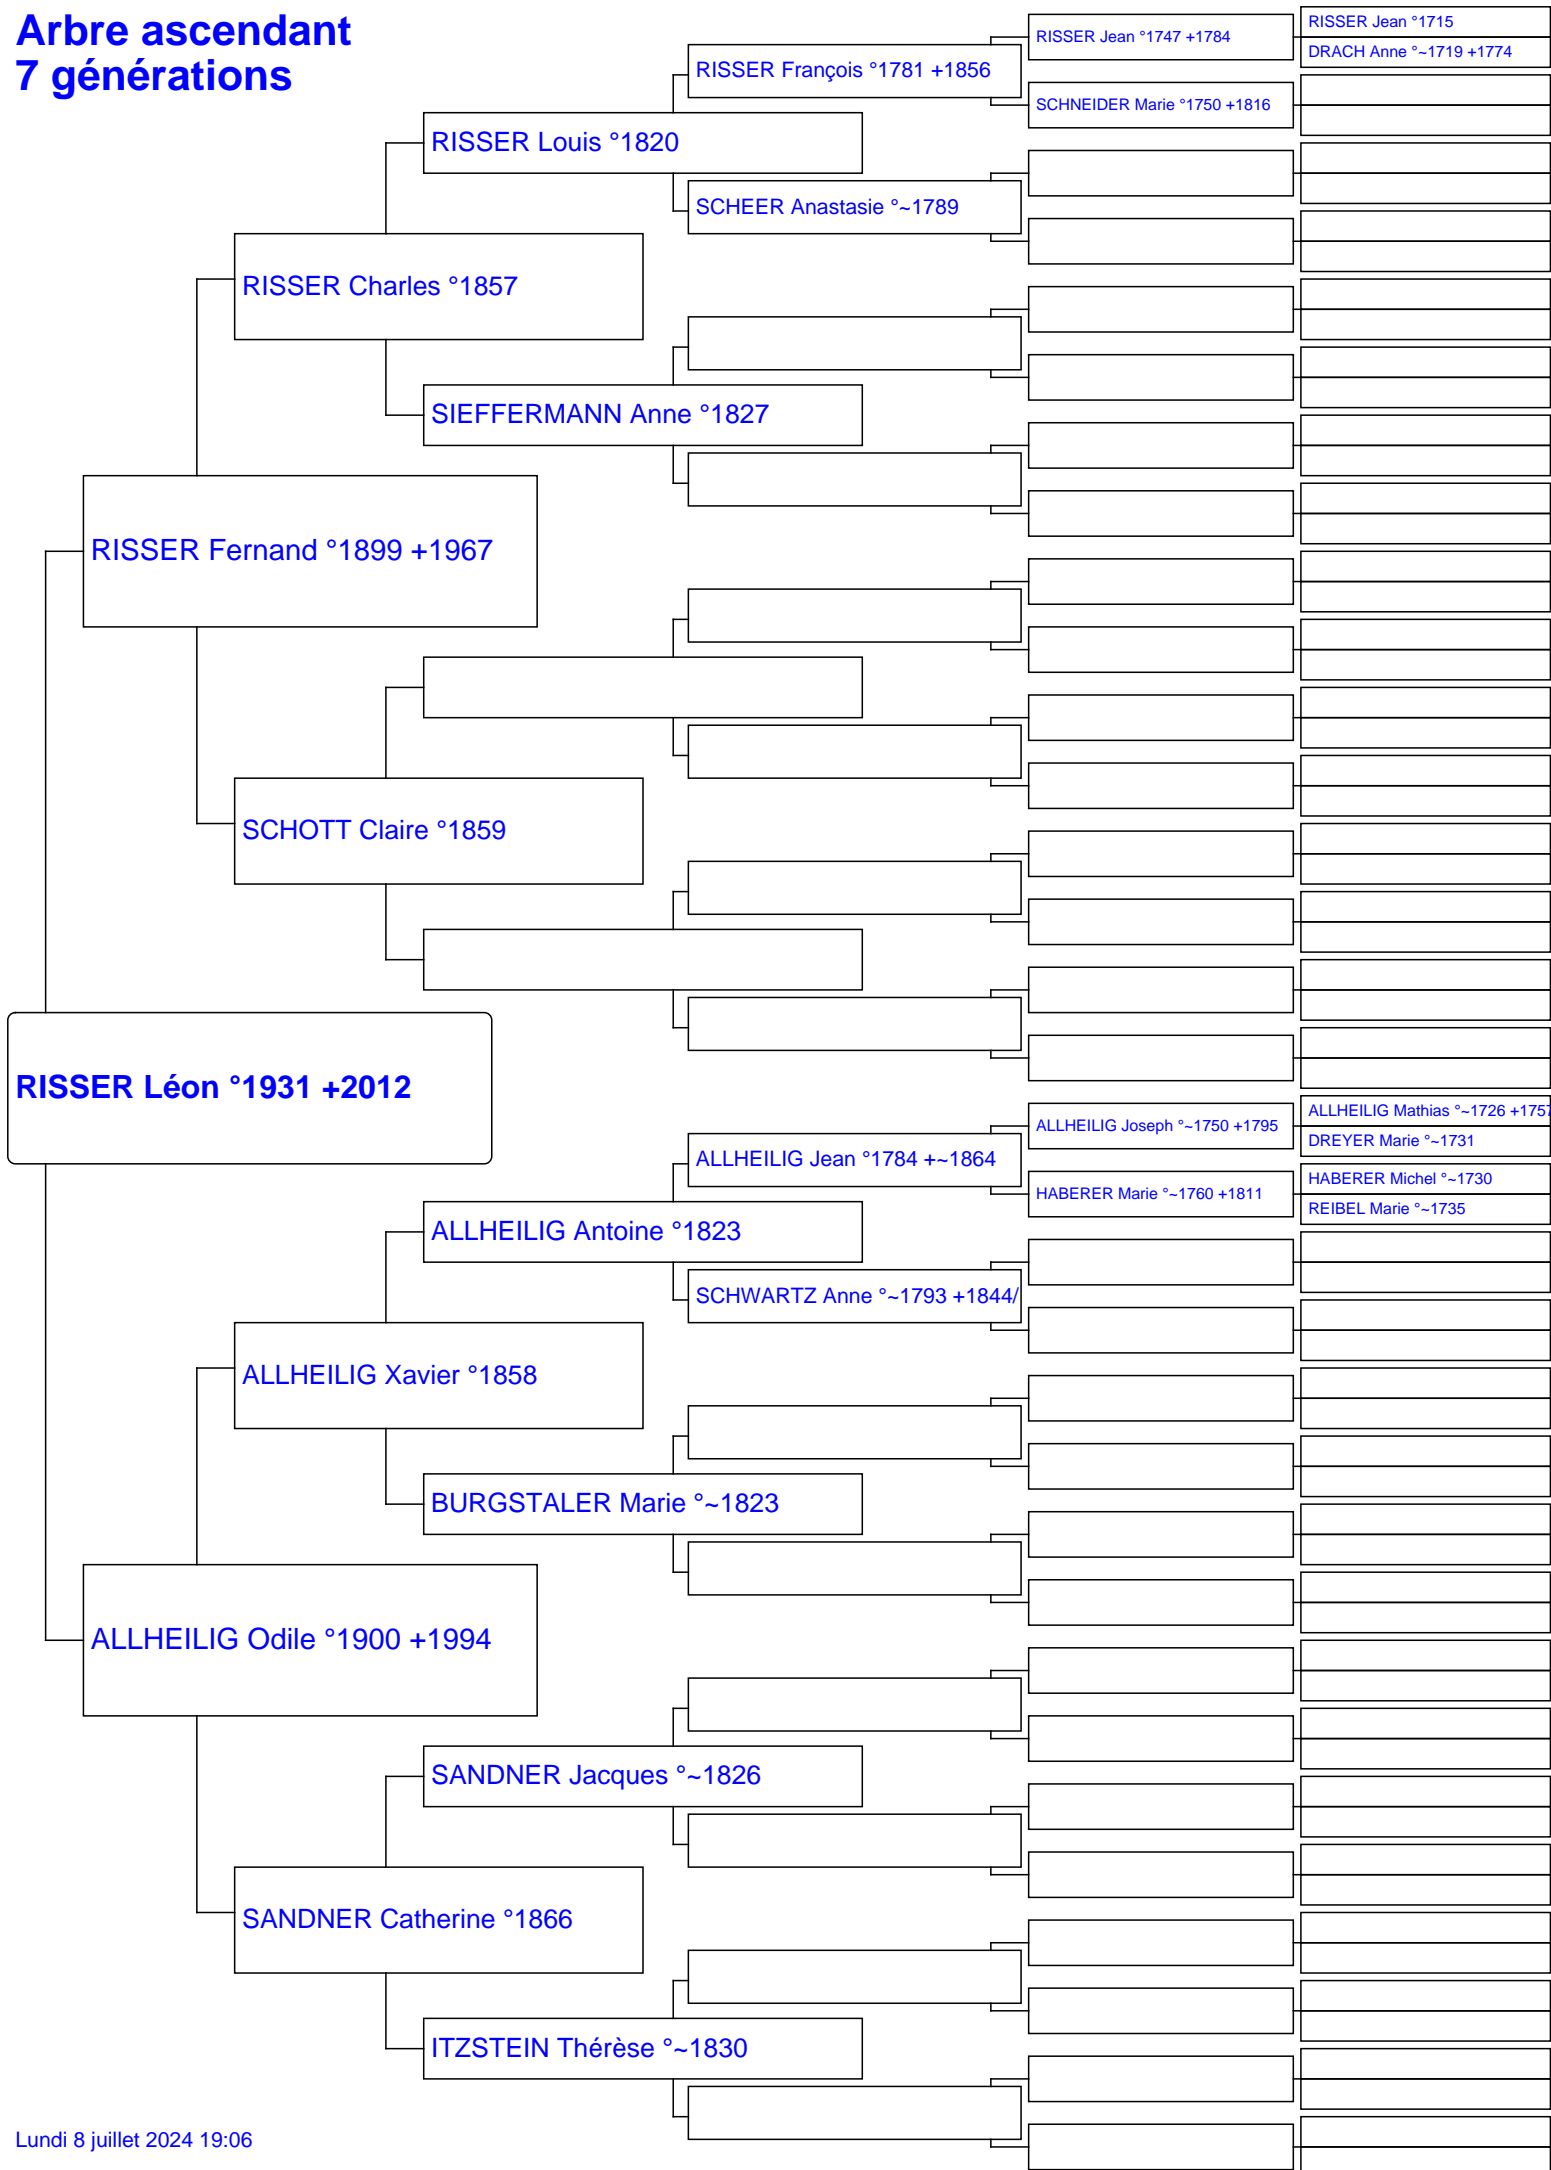 Arbre ascendant
7 générations
RISSER Jean °1715
RISSER Jean °1747 +1784
DRACH Anne °~1719 +1774
RISSER François °1781 +1856
SCHNEIDER Marie °1750 +1816
RISSER Louis °1820
SCHEER Anastasie °~1789
RISSER Charles °1857
SIEFFERMANN Anne °1827
RISSER Fernand °1899 +1967
SCHOTT Claire °1859
RISSER Léon °1931 +2012
ALLHEILIG Mathias °~1726 +1757
ALLHEILIG Joseph °~1750 +1795
DREYER Marie °~1731
ALLHEILIG Jean °1784 +~1864
HABERER Michel °~1730
HABERER Marie °~1760 +1811
REIBEL Marie °~1735
ALLHEILIG Antoine °1823
SCHWARTZ Anne °~1793 +1844/
ALLHEILIG Xavier °1858
BURGSTALER Marie °~1823
ALLHEILIG Odile °1900 +1994
SANDNER Jacques °~1826
SANDNER Catherine °1866
ITZSTEIN Thérèse °~1830
Lundi 8 juillet 2024 19:06